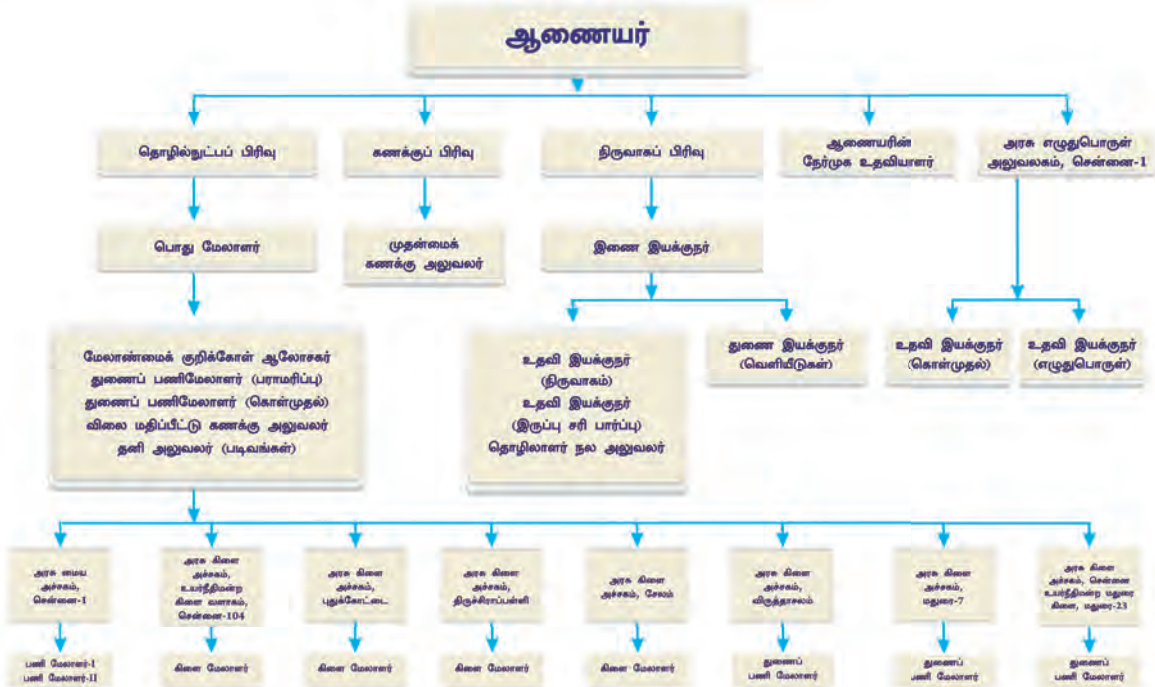 ஆணையர்
தொழில்நுட்பப் பிரிவு
கணக்குப் பிரிவு
நிருவாகப் பிரிவு
ஆணையரின்
நேர்முக உதவியாளர்
அரசு எழுதுபொருள்
அலுவலகம், சென்னை-1
பொது மேலாளர்
முதன்மைக்
கணக்கு அலுவலர்
இணை இயக்குநர்
மேலாண்மைக் குறிக்கோள் ஆலோசகர்
துணைப் பணிமேலாளர் (பராமரிப்பு)
துணைப் பணிமேலாளர் (கொள்முதல்)
விலை மதிப்பீட்டு கணக்கு அலுவலர்
தனி அலுவலர் (படிவங்கள்)
உதவி இயக்குநர்
(நிருவாகம்)
உதவி இயக்குநர்
(இருப்பு சரி பார்ப்பு)
தொழிலாளர் நல அலுவலர்
துணை இயக்குநர்
(வெளியீடுகள்)
உதவி இயக்குநர்
(கொள்முதல்)
உதவி இயக்குநர்
(எழுதுபொருள்)
அரசு மைய
அச்சகம்,
சென்னை-1
அரசு கிளை
அச்சகம்,
உயர்நீதிமன்ற
கிளை வளாகம்,
சென்னை-104
அரசு கிளை
அச்சகம்,
புதுக்கோட்டை
அரசு கிளை
அச்சகம்,
திருச்சிராப்பள்ளி
அரசு கிளை
அச்சகம், சேலம்
அரசு கிளை
அச்சகம்,
விருத்தாசலம்
அரசு கிளை
அச்சகம்,
மதுரை-7
அரசு கிளை
அச்சகம், சென்னை
உயர்நீதிமன்ற மதுரை
கிளை, மதுரை-23
பணி மேலாளர்-I
பணி மேலாளர்-II
கிளை மேலாளர்
கிளை மேலாளர்
கிளை மேலாளர்
கிளை மேலாளர்
துணைப்
பணி மேலாளர்
துணைப்
பணி மேலாளர்
துணைப்
பணி மேலாளர்